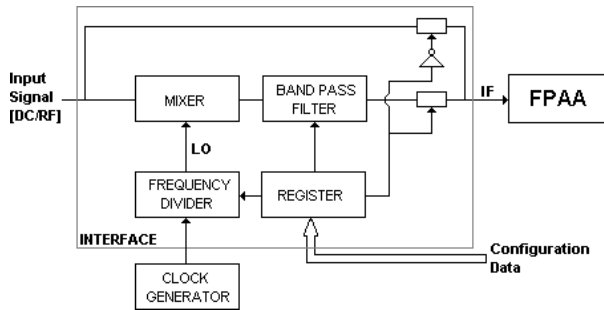 Input
Signal
[DC/RF]
MIXER
BAND PASS
FILTER
IF
FPAA
LO
FREQUENCY
DIVIDER
REGISTER
INTERFACE
Configuration
Data
CLOCK
GENERATOR